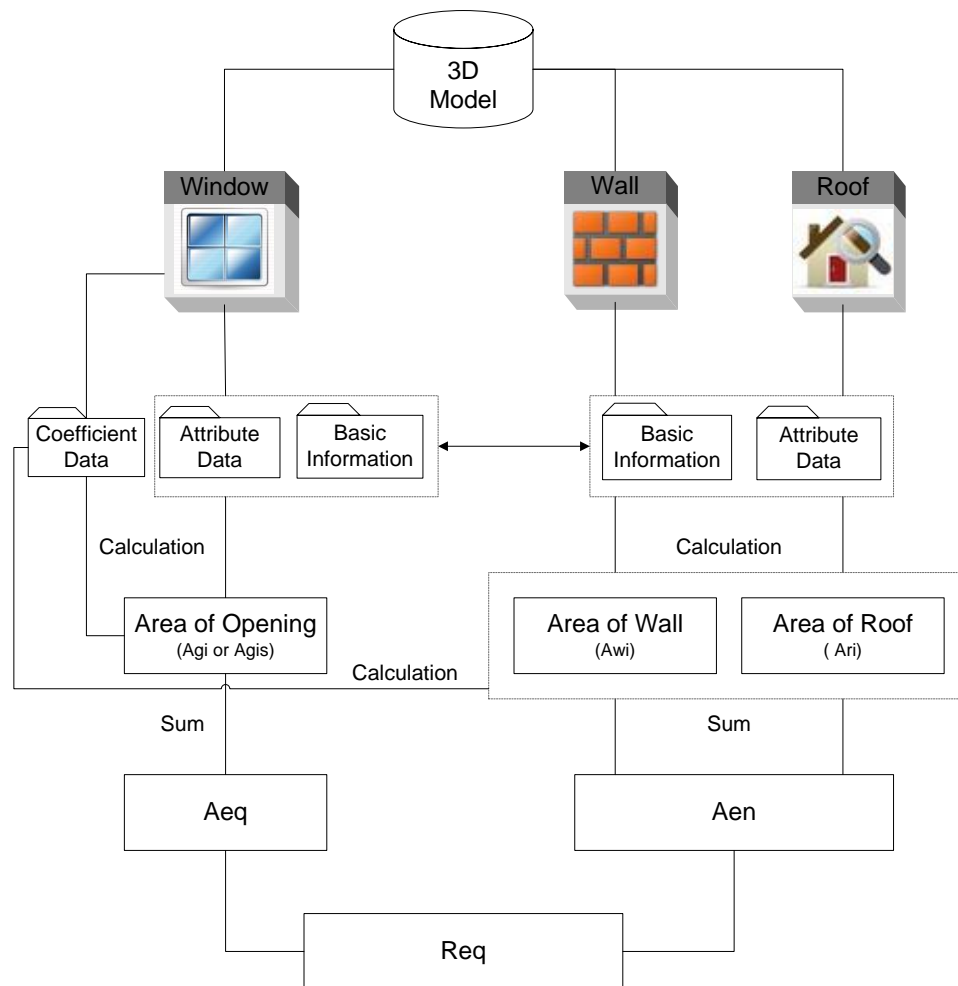 3D
Model
Window
Wall
Roof
Coefficient
Data
Attribute
Data
Basic
Information
Basic
Information
Attribute
Data
Calculation
Calculation
Area of Opening
(Agi or Agis)
Area of Wall
(Awi)
Area of Roof
( Ari)
Calculation
Sum
Sum
Aeq
Aen
Req